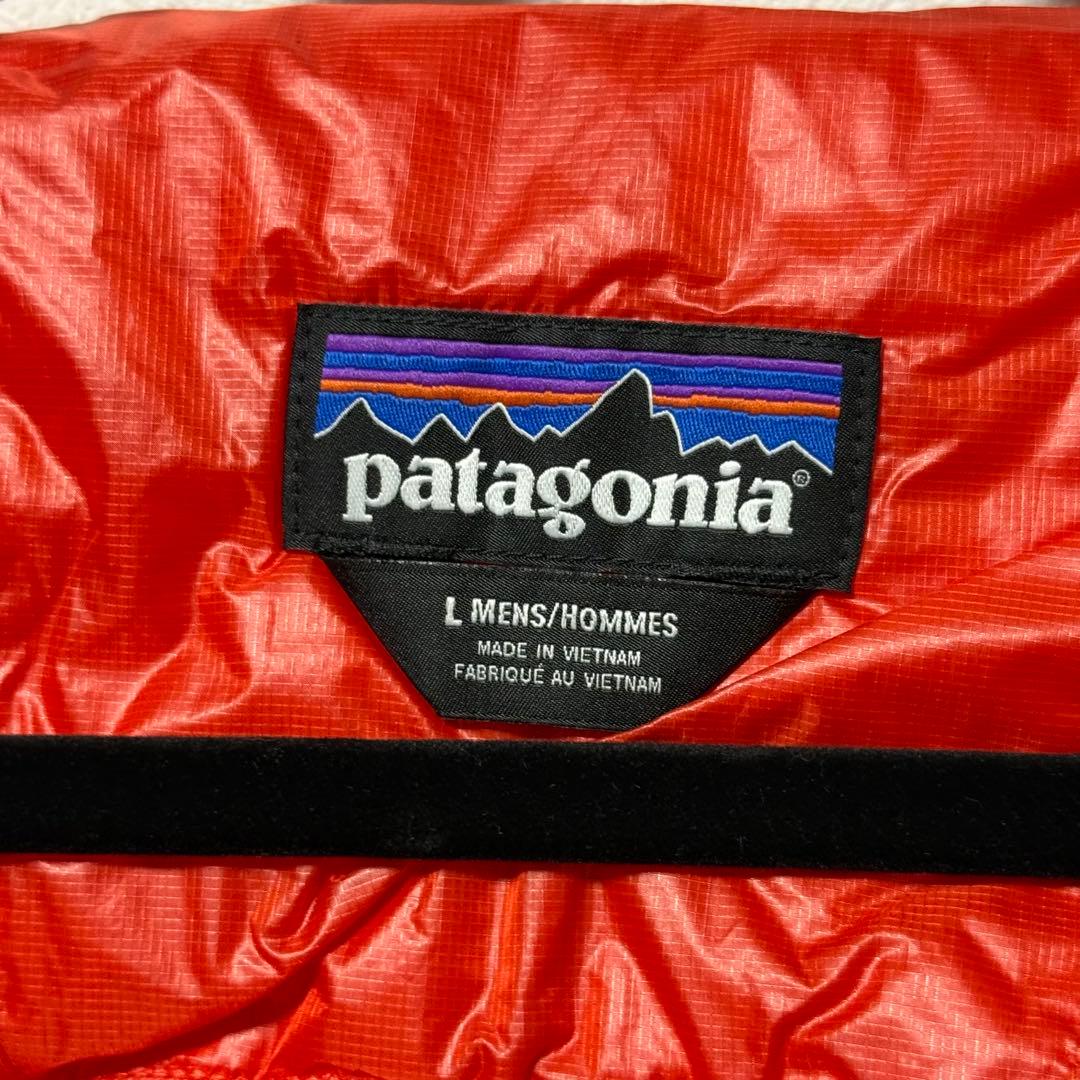 patagonia®
L MENS/HOMMES
MADE IN VIETNAM
FABRIQUÉ AU VIETNAM